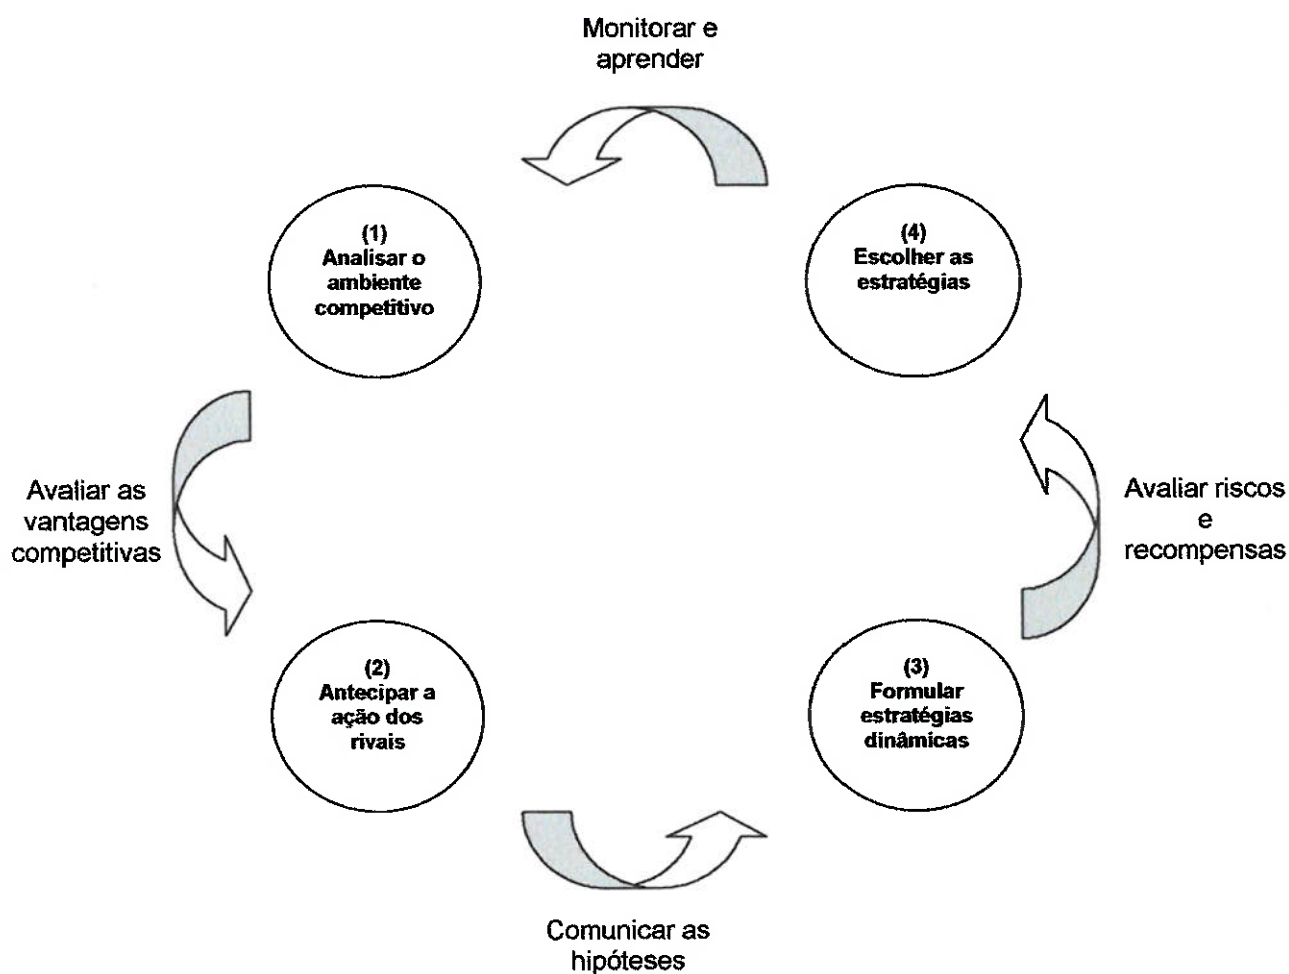 Monitorar e
aprender
(1)
Analisar o
ambiente
competitivo
(4)
Escolher as
estratégias
Avaliar as
vantagens
competitivas
Avaliar riscos
e
recompensas
(2)
Antecipar a
ação dos
rivais
(3)
Formular
estratégias
dinâmicas
Comunicar as
hipóteses